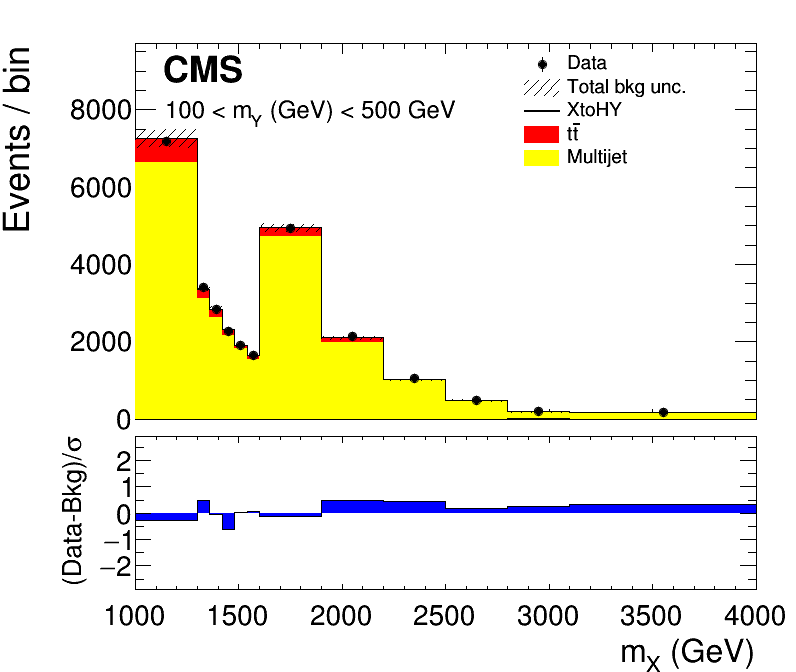 Events / bin
CMS
100 < m_Y (GeV) < 500 GeV
Data
Total bkg unc.
XtoHY
tt̄
Multijet
8000
6000
4000
2000
0
(Data-Bkg)/σ
2
1
0
−1
−2
1000 1500 2000 2500 3000 3500 4000
m_X (GeV)